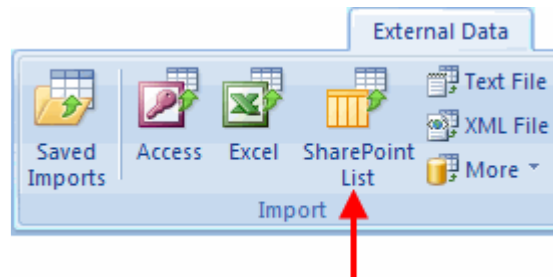 External Data
Saved
Imports
Access
Excel
SharePoint
List
Text File
XML File
More
Import